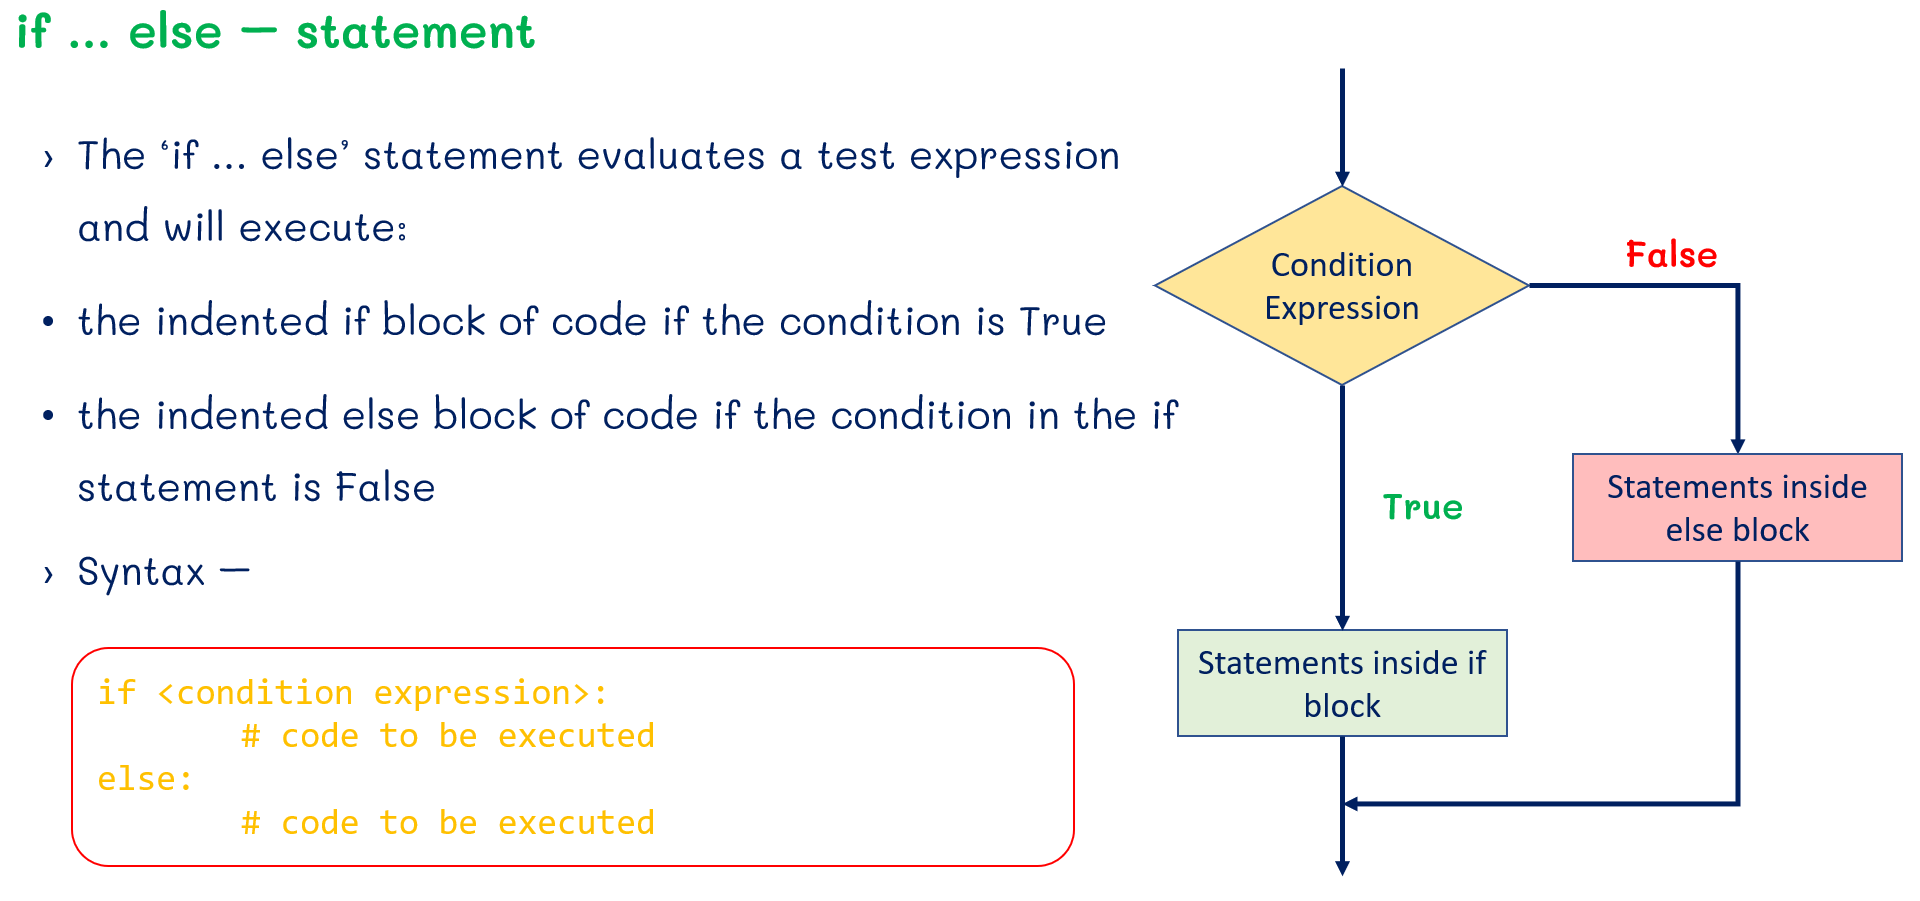 if ... else – statement
› The ‘if ... else’ statement evaluates a test expression
and will execute:
• the indented if block of code if the condition is True
• the indented else block of code if the condition in the if
statement is False
› Syntax –
if <condition expression>:
# code to be executed
else:
# code to be executed
Condition
Expression
False
True
Statements inside
else block
Statements inside if
block